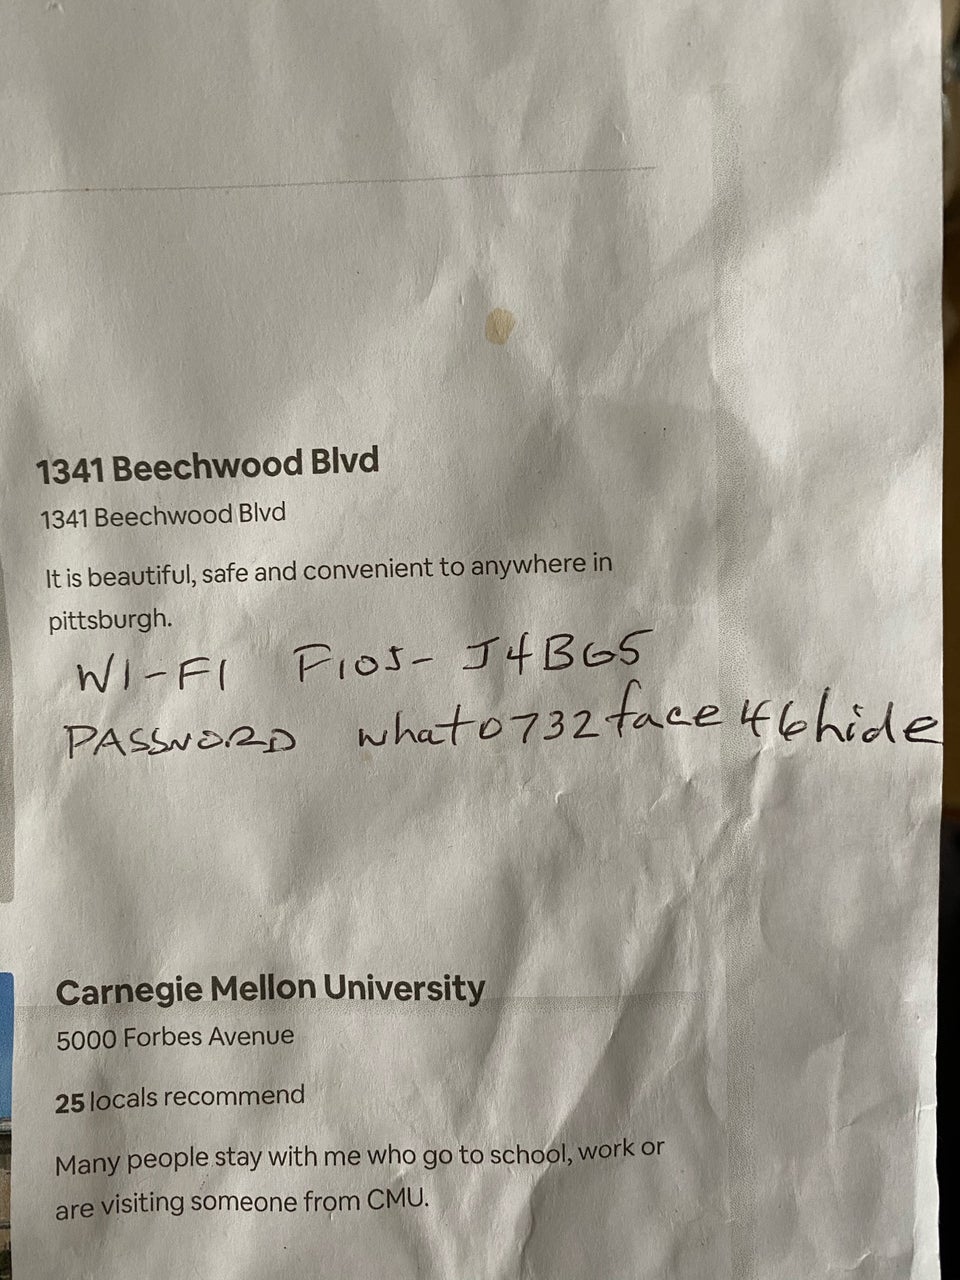 1341 Beechwood Blvd
1341 Beechwood Blvd
It is beautiful, safe and convenient to anywhere in
pittsburgh.
WI-FI FIOS- J4BG5
PASSWORD what0732face46hide
Carnegie Mellon University
5000 Forbes Avenue
25 locals recommend
Many people stay with me who go to school, work or
are visiting someone from CMU.